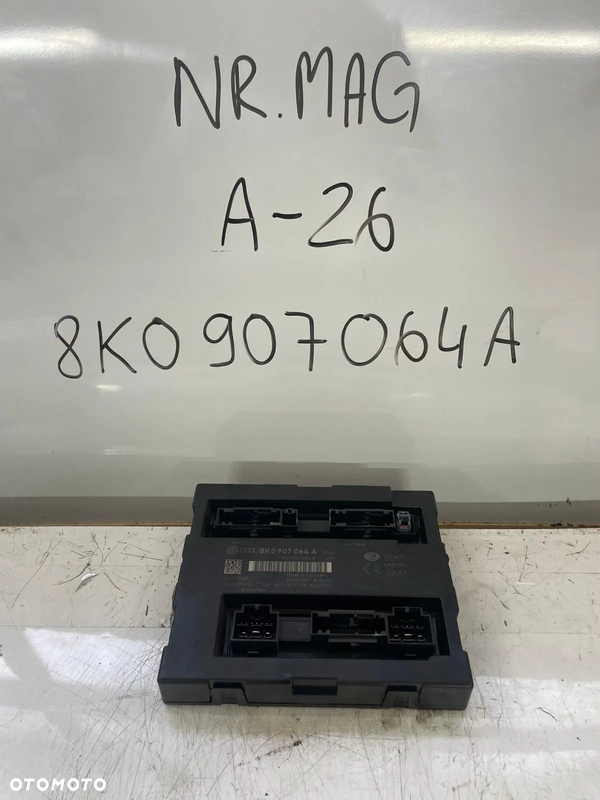 NR.MAG
A-26
8K0907064A
8K0 907 064 A
OTOMOTO